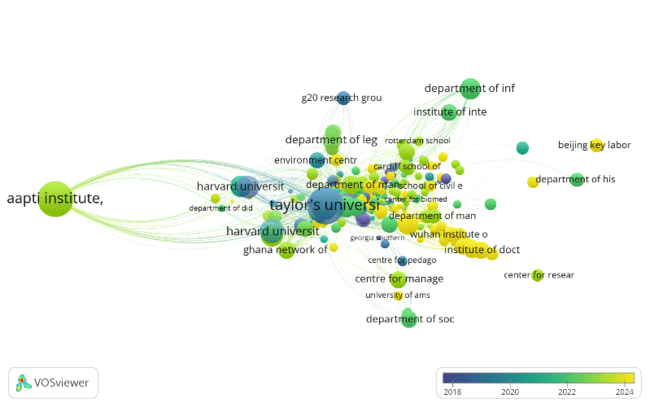 department of inf
g20 research grou
institute of inte
department of leg
rotterdam school
beijing key labor
environment centr
cardiff school of
department of his
harvard universit
department of man
school of civil e
aapti institute,
taylor's universi
center for biomed
department of did
department of man
harvard universit
georgia southern
wuhan institute o
ghana network of
institute of doct
centre for pedago
centre for manage
center for resear
university of ams
department of soc
VOSviewer
2018 2020 2022 2024